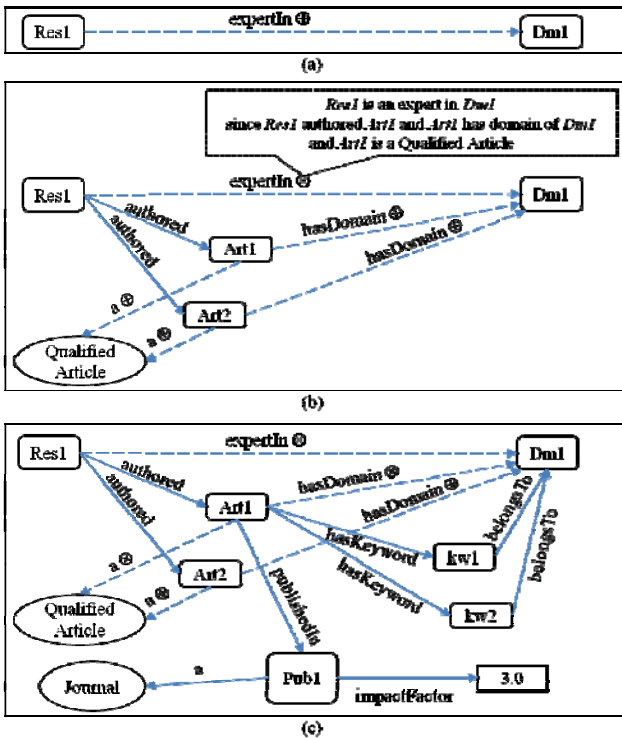 expertIn ⊕
Res1
Dm1
(a)
Res1 is an expert in Dm1
since Res1 authored Art1 and Art1 has domain of Dm1
and Art1 is a Qualified Article
expertIn ⊖
Res1
Dm1
authored
authored
hasDomain ⊕
hasDomain ⊕
Art1
a ⊕
Art2
a ⊕
Qualified
Article
(b)
expertIn ⊖
Res1
Dm1
authored
authored
hasDomain ⊕
hasDomain ⊕
belongsTo
belongsTo
Art1
hasKeyword
hasKeyword
kw1
a ⊕
Art2
a ⊕
publishedIn
kw2
Qualified
Article
Journal
a
Pub1
3.0
impactFactor
(c)